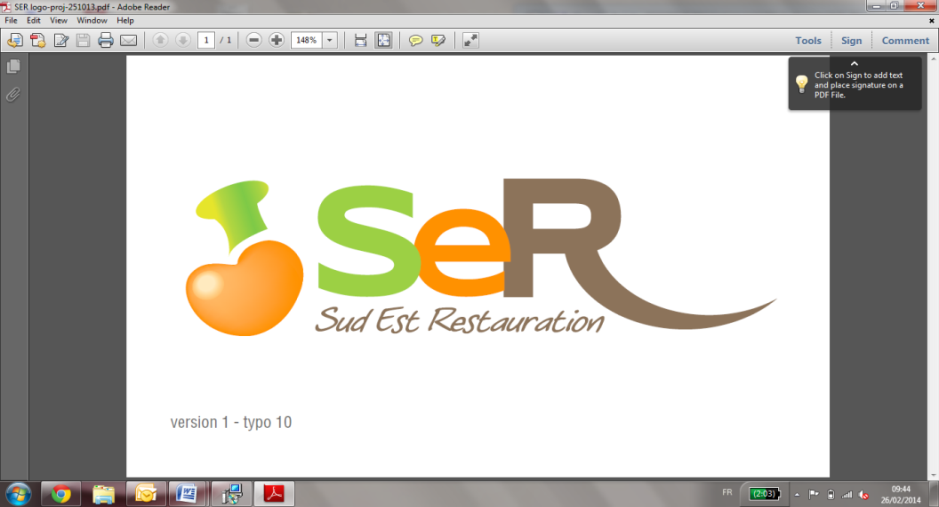 SER logo-proj-251013.pdf - Adobe Reader
File Edit View Window Help
1 / 1 148% Tools Sign Comment
Click on Sign to add text
and place signature on a
PDF File.
SeR
Sud Est Restauration
version 1 - typo 10
FR (2:03) 09:44
26/02/2014